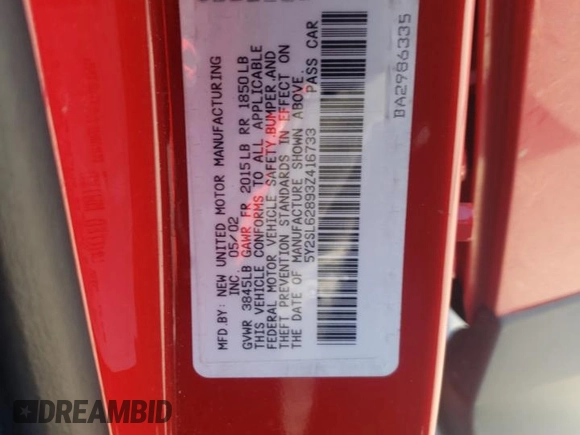 MFD.BY: NEW UNITED MOTOR MANUFACTURING
INC. 05/02
GVWR 3845LB GAWR FR 2015LB RR 1850LB
THIS VEHICLE CONFORMS TO ALL APPLICABLE
FEDERAL MOTOR VEHICLE SAFETY,BUMPER,AND
THEFT PREVENTION STANDARDS IN EFFECT ON
THE DATE OF MANUFACTURE SHOWN ABOVE.
5Y2SL62893Z416733 PASS CAR
BA2986335
DREAMBID